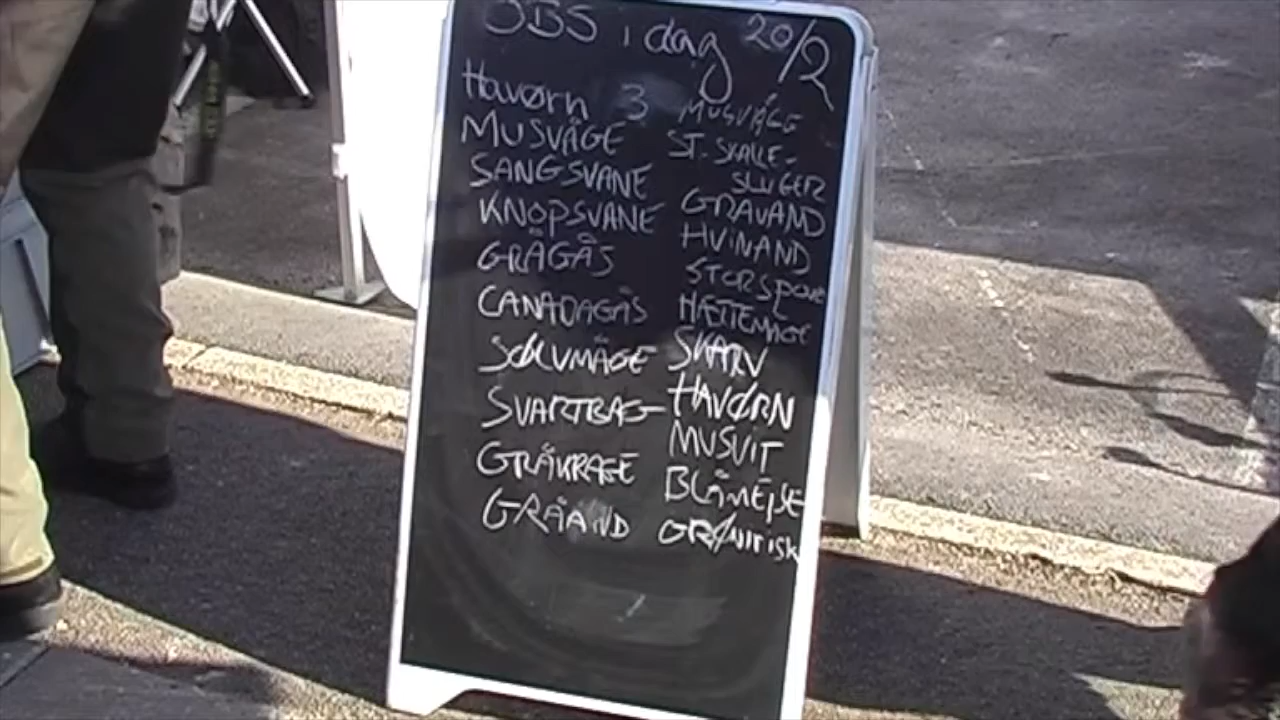 OBS i dag 20/2
Havørn 3
MUSVÅGE
SANGSVANE
KNOPSVANE
GRÅGÅS
CANADAGÅS
SØLVMÅGE
SVARTBAG
GRÅKRAGE
GRÅAND
MUSVÅGE
ST. SKALLE-
SLUGER
GRAVAND
HVINAND
STORSPOVE
HÆTTEMÅGE
SKARV
HAVØRN
MUSVIT
BLÅMEJSE
GRÅNIRISK